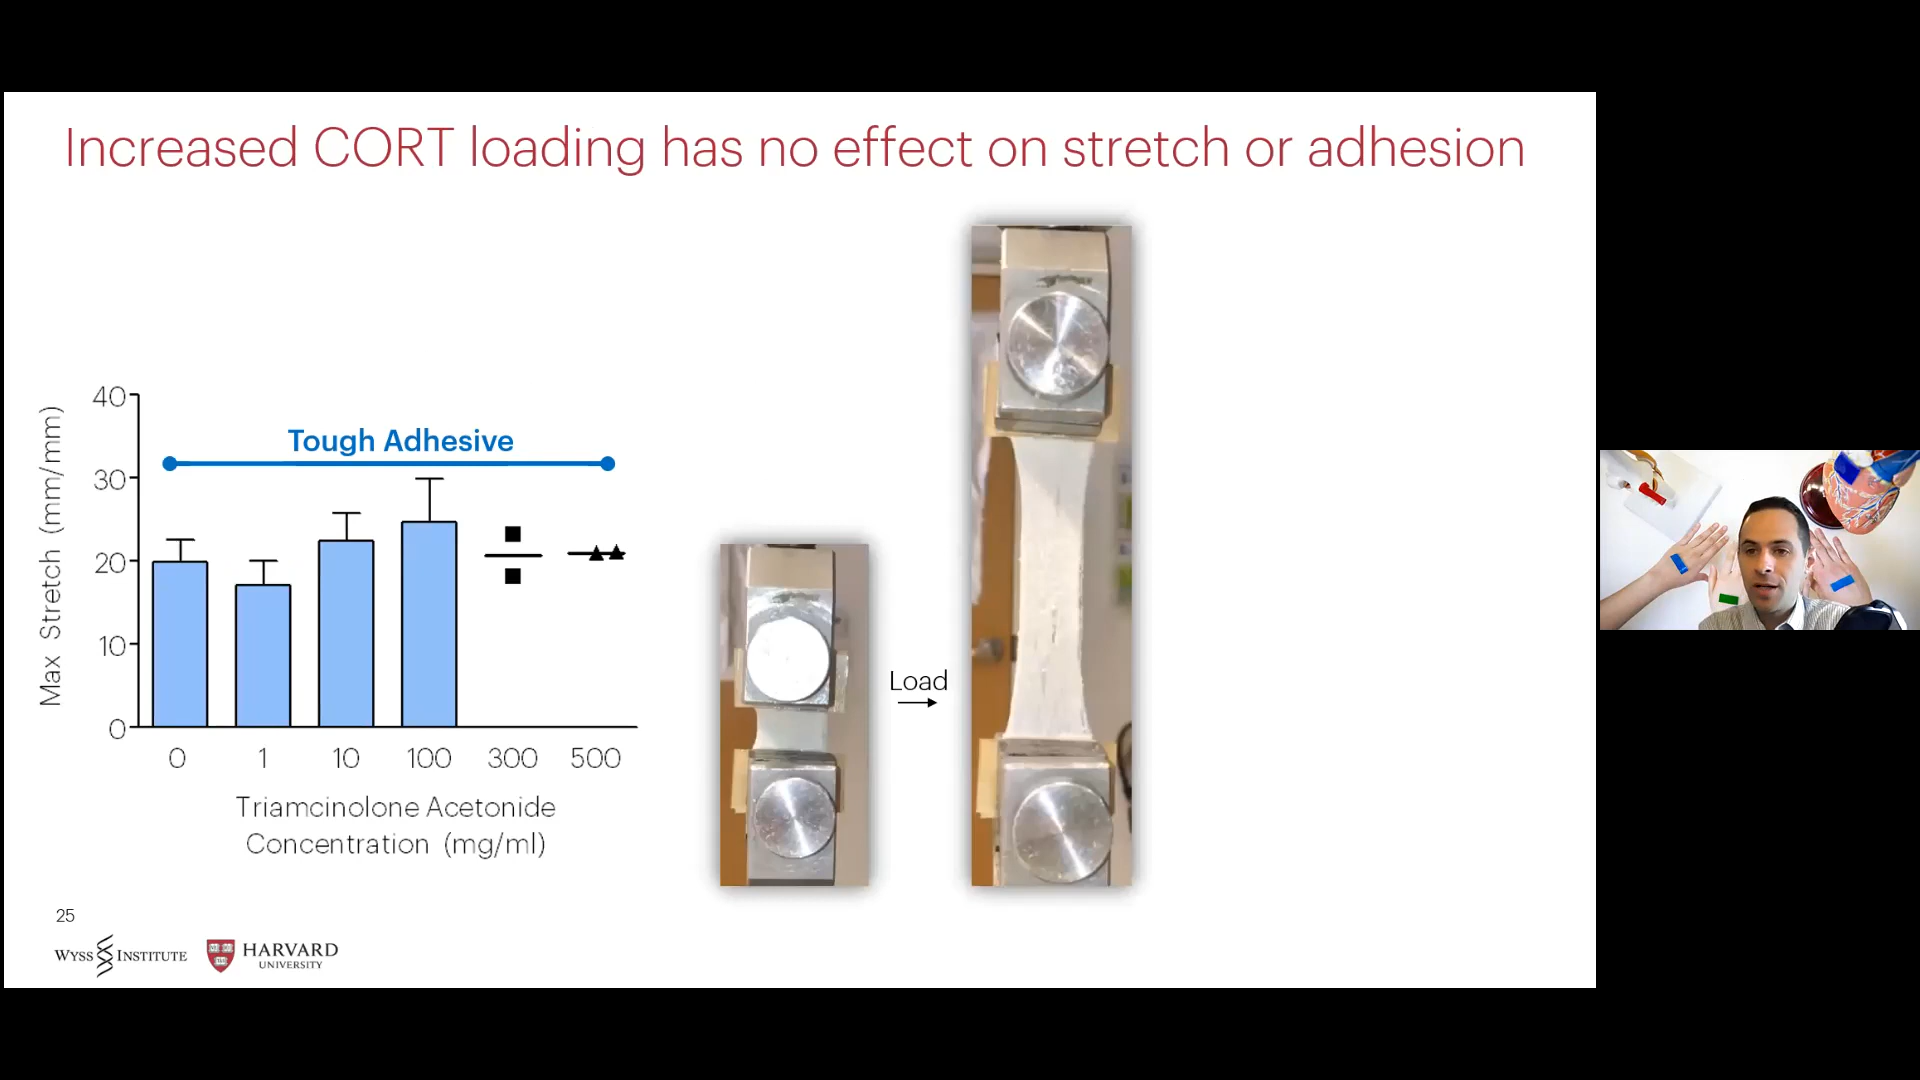 Increased CORT loading has no effect on stretch or adhesion
40
30
20
10
0
Max Stretch (mm/mm)
Tough Adhesive
0 1 10 100 300 500
Triamcinolone Acetonide
Concentration (mg/ml)
Load
25
WYSS INSTITUTE
HARVARD
UNIVERSITY